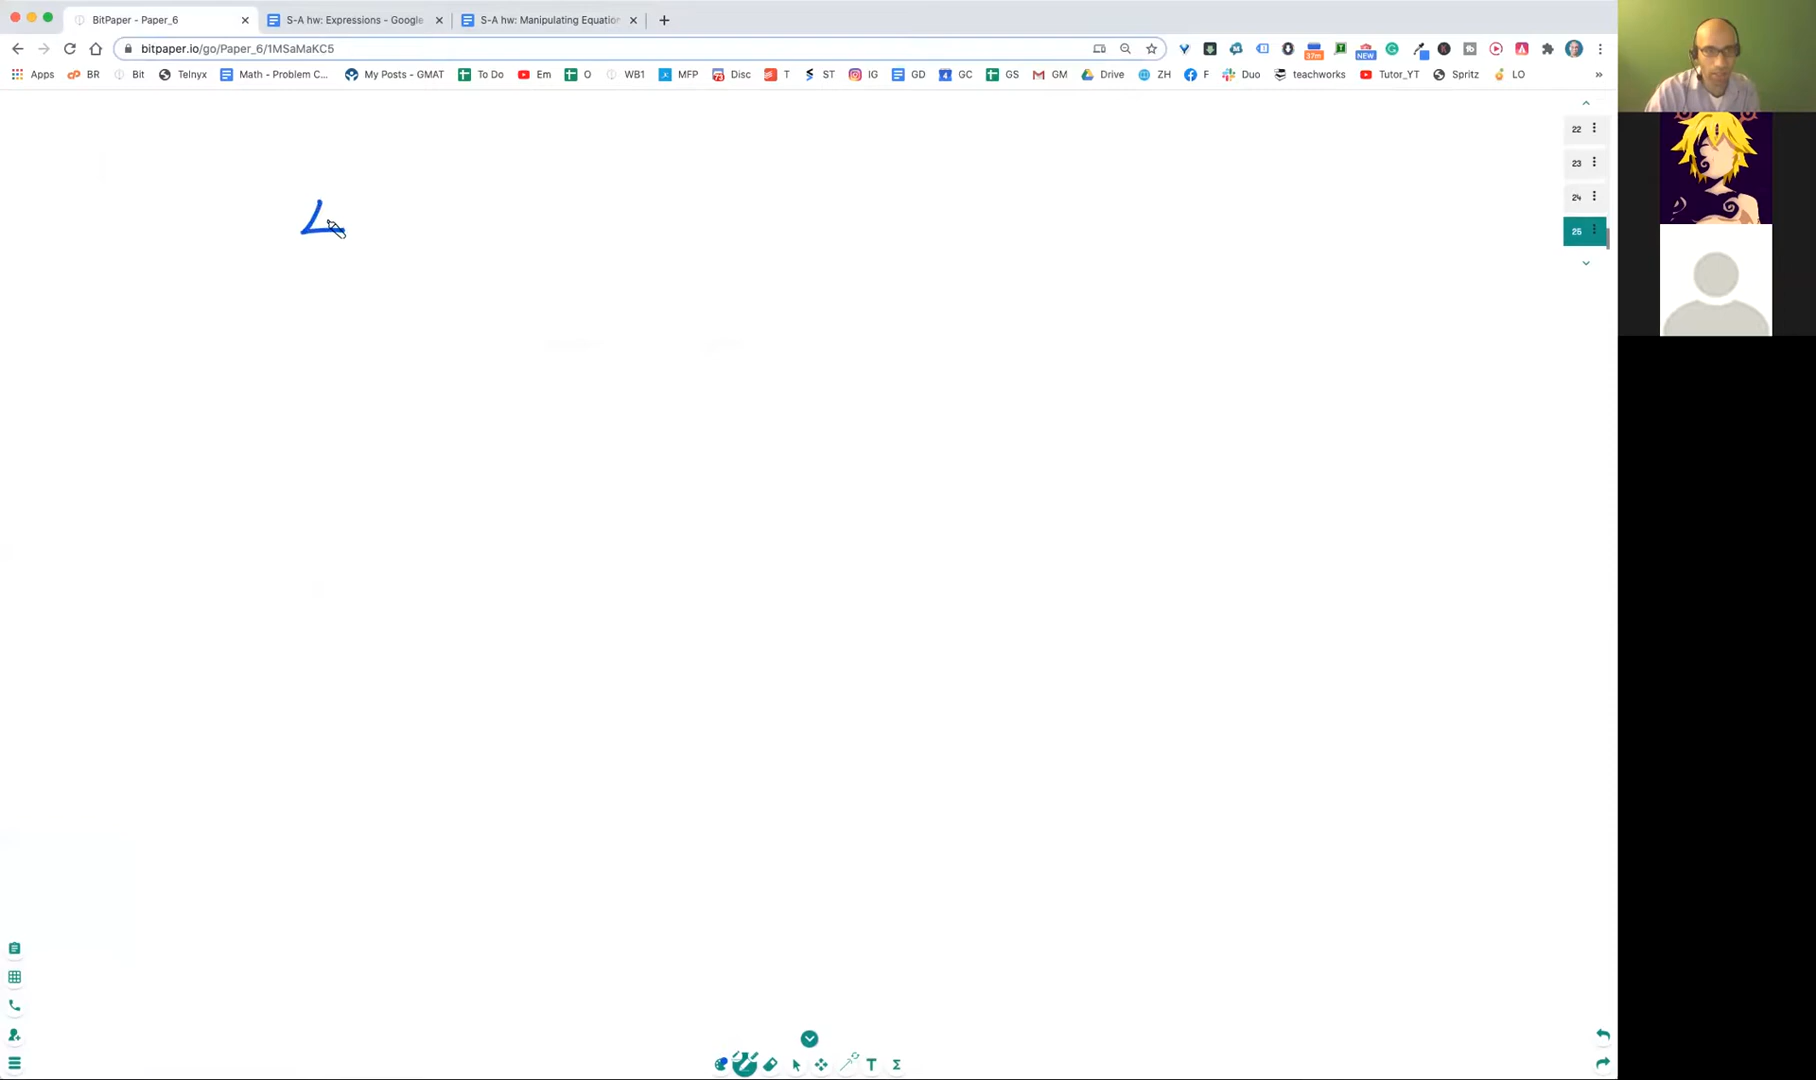 BitPaper - Paper_6
S-A hw: Expressions - Google
S-A hw: Manipulating Equation
bitpaper.io/go/Paper_6/1MSaMaKC5
37m
NEW
Apps BR Bit Telnyx Math - Problem C... My Posts - GMAT To Do Em O WB1 MFP Disc T ST IG GD GC GS GM Drive ZH F Duo teachworks Tutor_YT Spritz LO »
22
23
24
25
T Σ